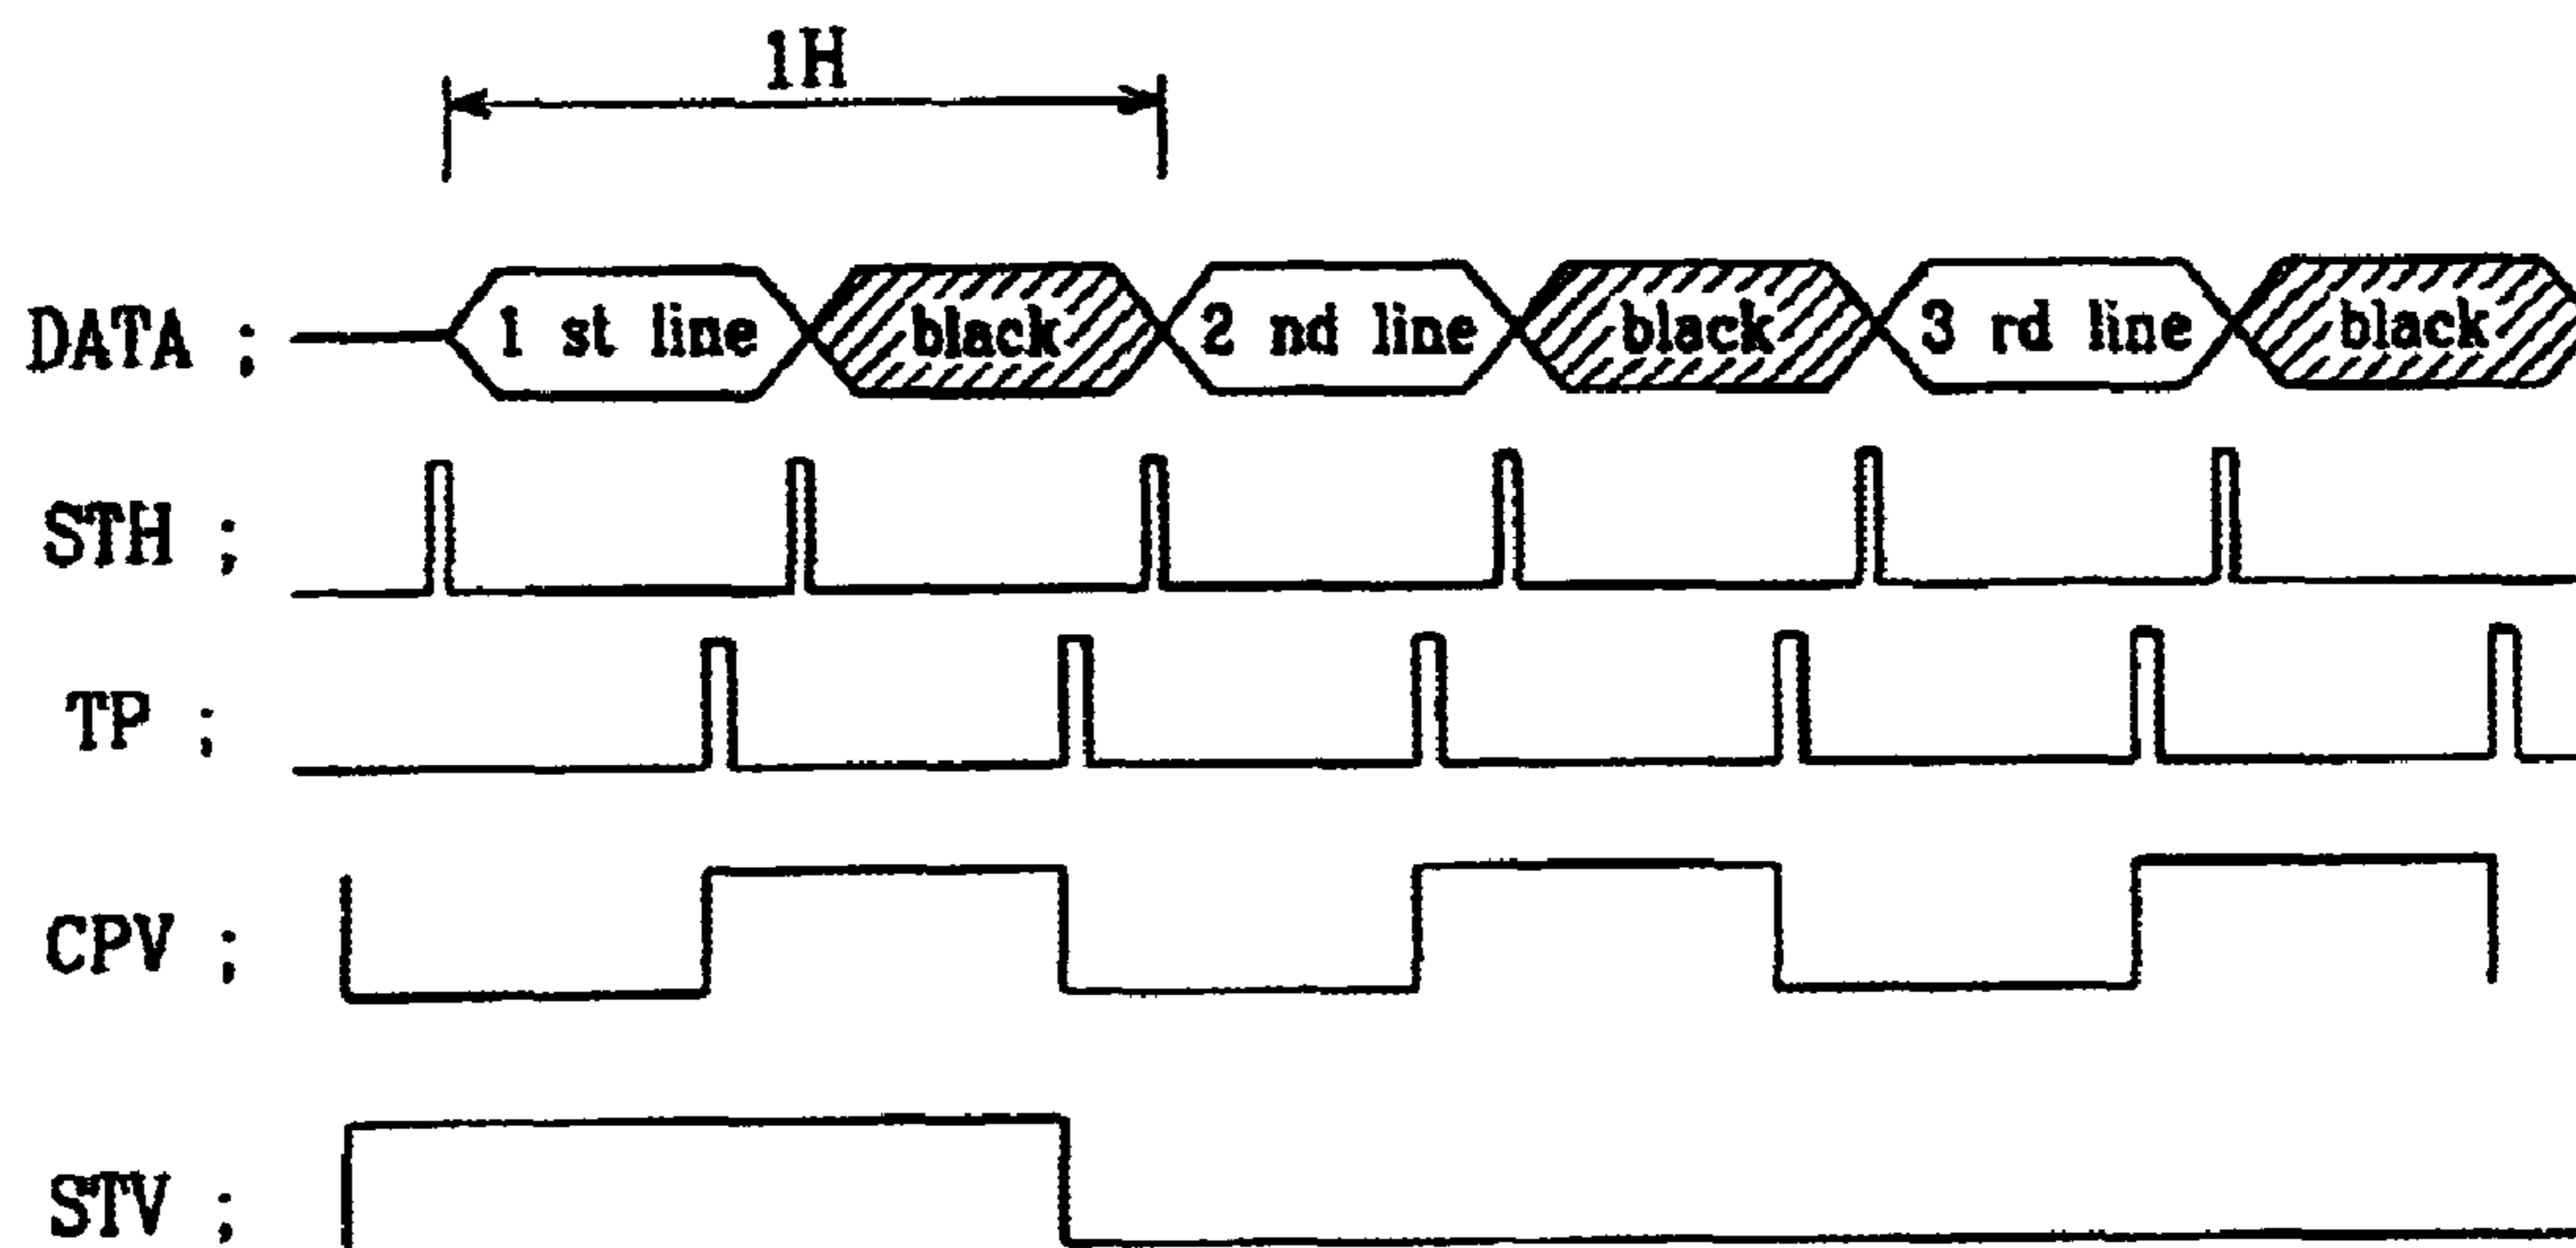 1H
DATA ; 1 st line black 2 nd line black 3 rd line black
STH ;
TP ;
CPV ;
STV ;